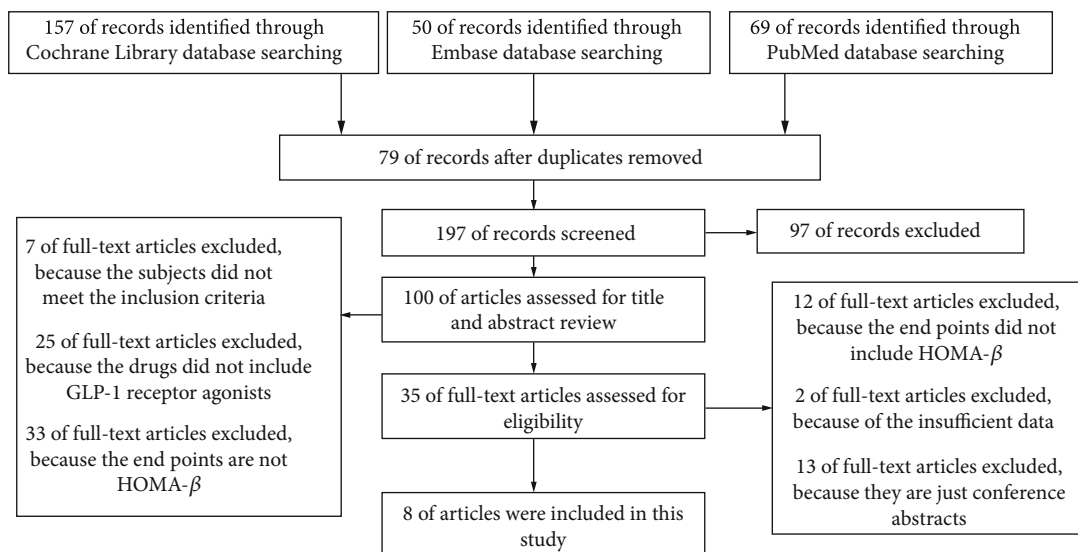 157 of records identified through
Cochrane Library database searching
50 of records identified through
Embase database searching
69 of records identified through
PubMed database searching
79 of records after duplicates removed
197 of records screened
97 of records excluded
7 of full-text articles excluded,
because the subjects did not
meet the inclusion criteria
25 of full-text articles excluded,
because the drugs did not include
GLP-1 receptor agonists
33 of full-text articles excluded,
because the end points are not
HOMA-β
100 of articles assessed for title
and abstract review
12 of full-text articles excluded,
because the end points did not
include HOMA-β
2 of full-text articles excluded,
because of the insufficient data
13 of full-text articles excluded,
because they are just conference
abstracts
35 of full-text articles assessed for
eligibility
8 of articles were included in this
study